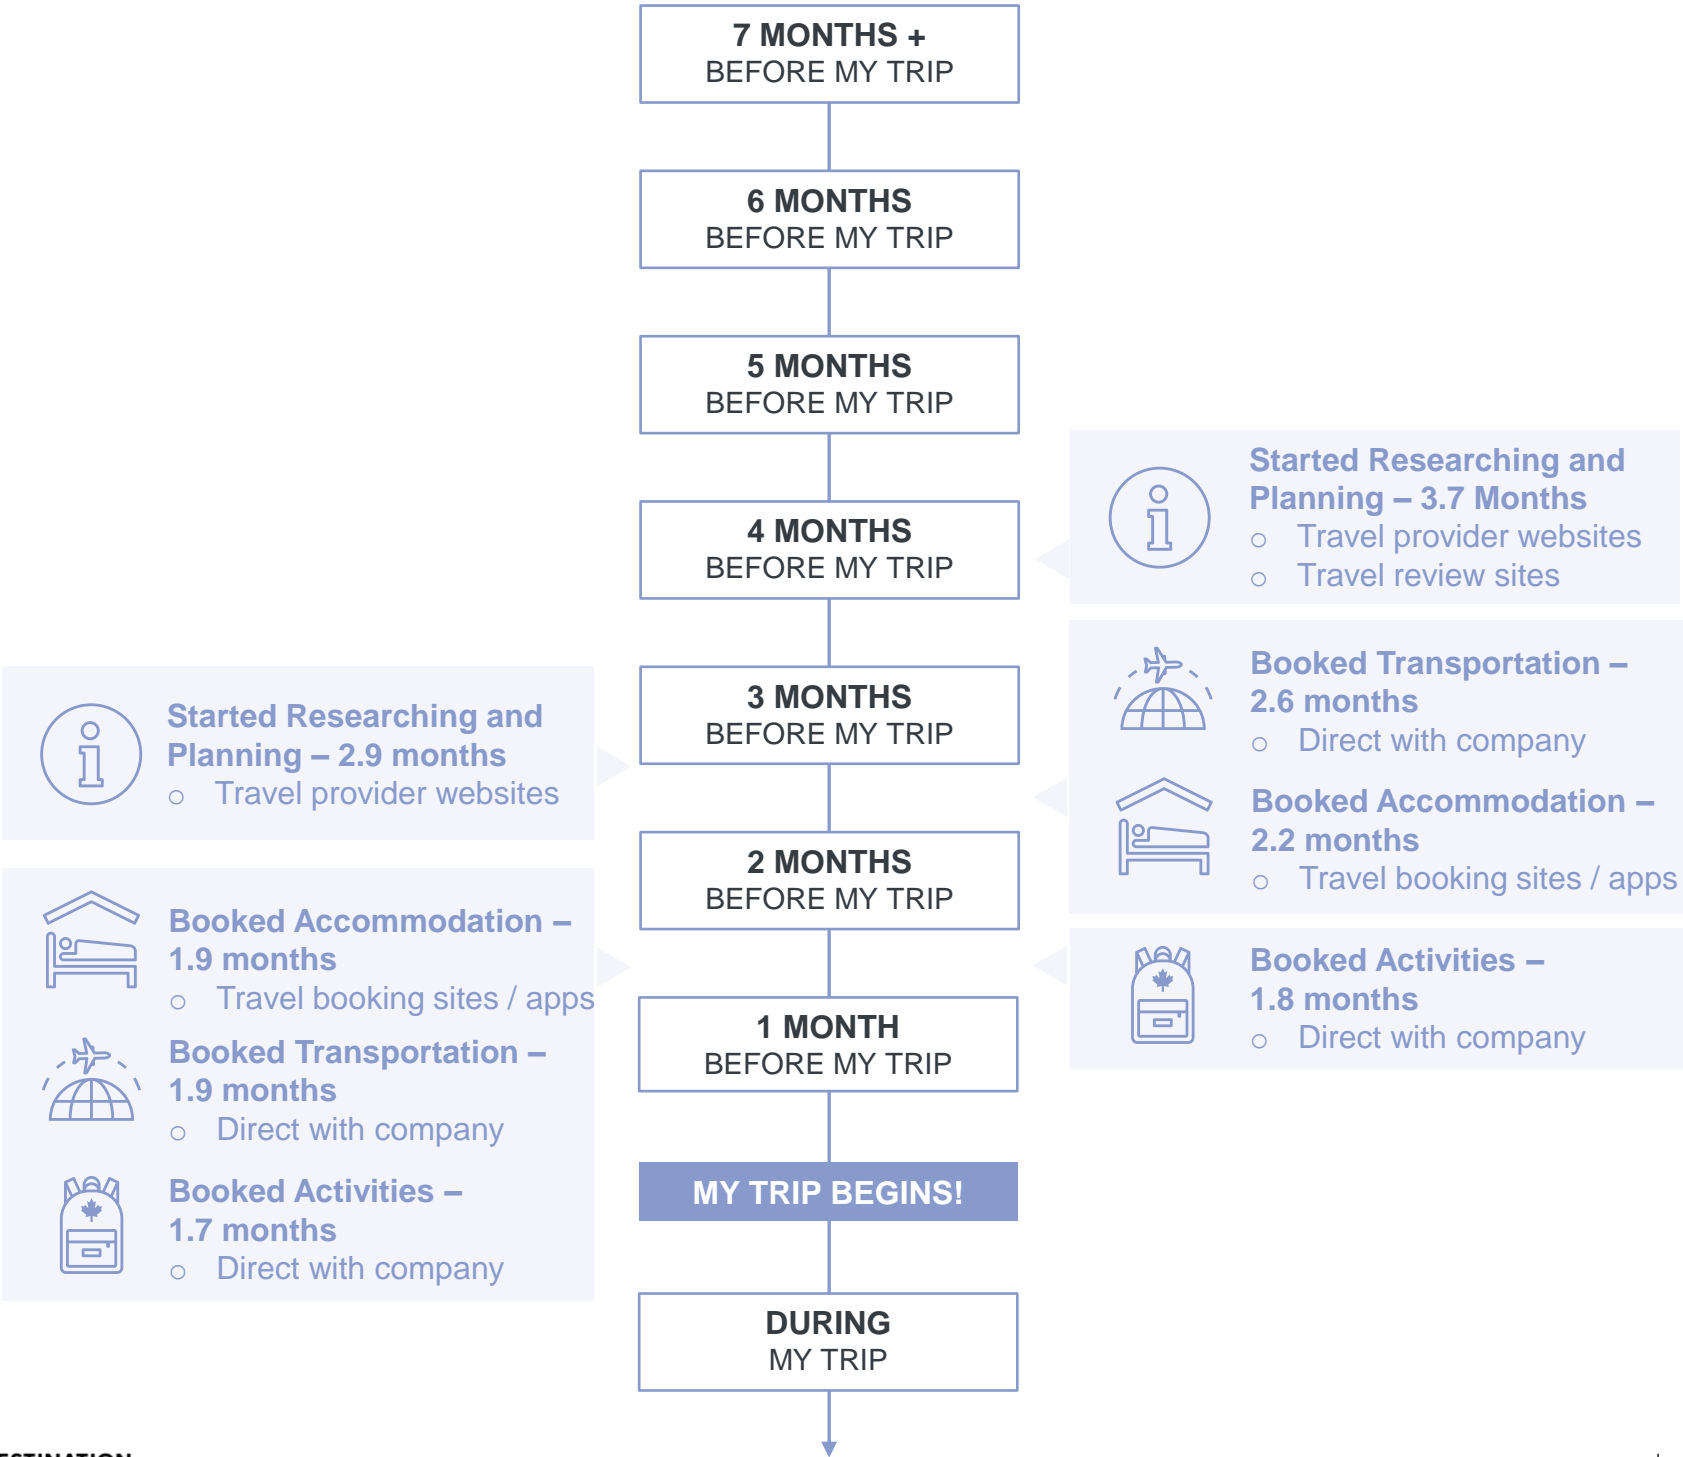 7 MONTHS +
BEFORE MY TRIP
6 MONTHS
BEFORE MY TRIP
5 MONTHS
BEFORE MY TRIP
4 MONTHS
BEFORE MY TRIP
3 MONTHS
BEFORE MY TRIP
2 MONTHS
BEFORE MY TRIP
1 MONTH
BEFORE MY TRIP
MY TRIP BEGINS!
DURING
MY TRIP
Started Researching and
Planning – 2.9 months
○ Travel provider websites
Booked Accommodation –
1.9 months
○ Travel booking sites / apps
Booked Transportation –
1.9 months
○ Direct with company
Booked Activities –
1.7 months
○ Direct with company
Started Researching and
Planning – 3.7 Months
○ Travel provider websites
○ Travel review sites
Booked Transportation –
2.6 months
○ Direct with company
Booked Accommodation –
2.2 months
○ Travel booking sites / apps
Booked Activities –
1.8 months
○ Direct with company